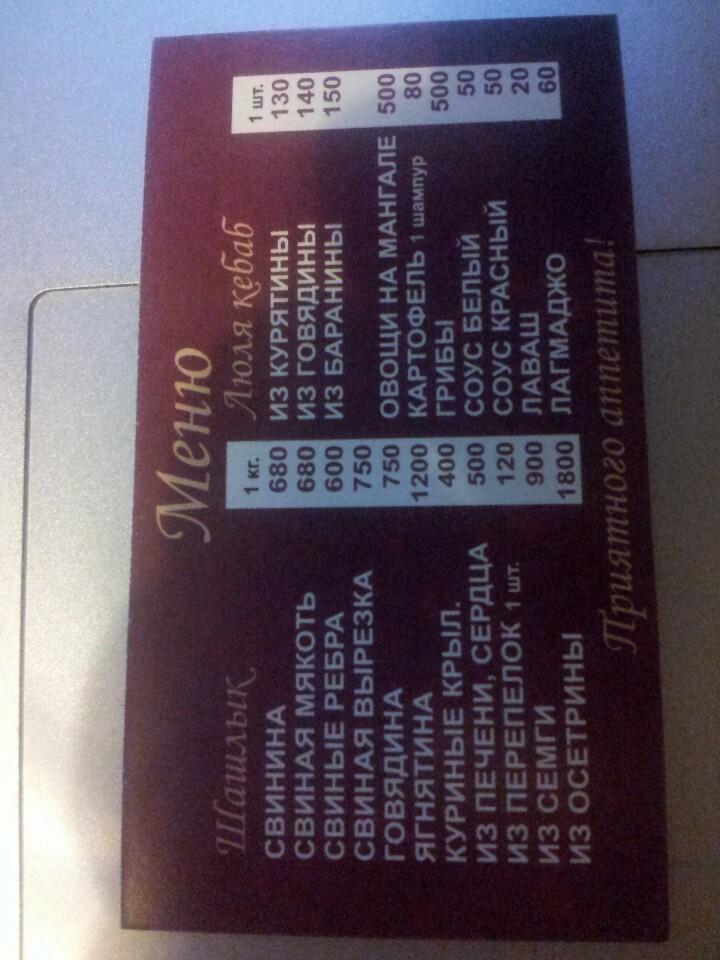 Меню
Шашлык
1 кг.
СВИНИНА 680
СВИНАЯ МЯКОТЬ 680
СВИНЫЕ РЕБРА 600
СВИНАЯ ВЫРЕЗКА 750
ГОВЯДИНА 750
ЯГНЯТИНА 1200
КУРИНЫЕ КРЫЛ. 400
ИЗ ПЕЧЕНИ, СЕРДЦА 500
ИЗ ПЕРЕПЕЛОК 1 шт. 120
ИЗ СЕМГИ 900
ИЗ ОСЕТРИНЫ 1800
Люля кебаб
1 шт.
ИЗ КУРЯТИНЫ 130
ИЗ ГОВЯДИНЫ 140
ИЗ БАРАНИНЫ 150
ОВОЩИ НА МАНГАЛЕ 500
КАРТОФЕЛЬ 1 шампур 80
ГРИБЫ 500
СОУС БЕЛЫЙ 50
СОУС КРАСНЫЙ 50
ЛАВАШ 20
ЛАГМАДЖО 60
Приятного аппетита!